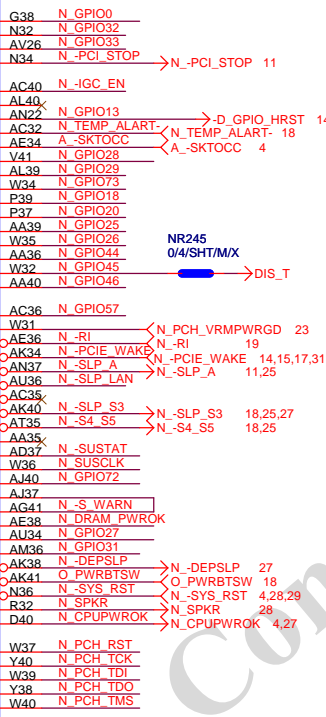 G38 N_GPIO0
N32 N_GPIO32
AV26 N_GPIO33
N34 N_-PCI_STOP N_-PCI_STOP 11
AC40 N_-IGC_EN
AL40
AN22 N_GPIO13 -D_GPIO_HRST 14
AC32 N_TEMP_ALART- N_TEMP_ALART- 18
AE34 A_-SKTOCC A_-SKTOCC 4
V41 N_GPIO28
AL39 N_GPIO29
W34 N_GPIO73
P39 N_GPIO18
P37 N_GPIO20
AA39 N_GPIO25
W35 N_GPIO26
NR245
AA36 N_GPIO44
0/4/SHT/M/X
W32 N_GPIO45 DIS_T
AA40 N_GPIO46
AC36 N_GPIO57
W31 N_PCH_VRMPWRGD 23
AE36 N_-RI N_-RI 19
AK34 N_-PCIE_WAKE N_-PCIE_WAKE 14,15,17,31
AN37 N_-SLP_A N_-SLP_A 11,25
AU36 N_-SLP_LAN
AC35
AK40 N_-SLP_S3 N_-SLP_S3 18,25,27
AT35 N_-S4_S5 N_-S4_S5 18,25
AA35
AD37 N_-SUSTAT
W36 N_SUSCLK
AJ40 N_GPIO72
AJ37
AG41 N_-S_WARN
AE38 N_DRAM_PWROK
AU34 N_GPIO27
AM36 N_GPIO31
AK38 N_-DEPSLP N_-DEPSLP 27
AK41 O_PWRBTSW O_PWRBTSW 18
N36 N_-SYS_RST N_-SYS_RST 4,28,29
R32 N_SPKR N_SPKR 28
D40 N_CPUPWROK N_CPUPWROK 4,27
W37 N_PCH_RST
Y40 N_PCH_TCK
W39 N_PCH_TDI
Y38 N_PCH_TDO
W40 N_PCH_TMS
Con